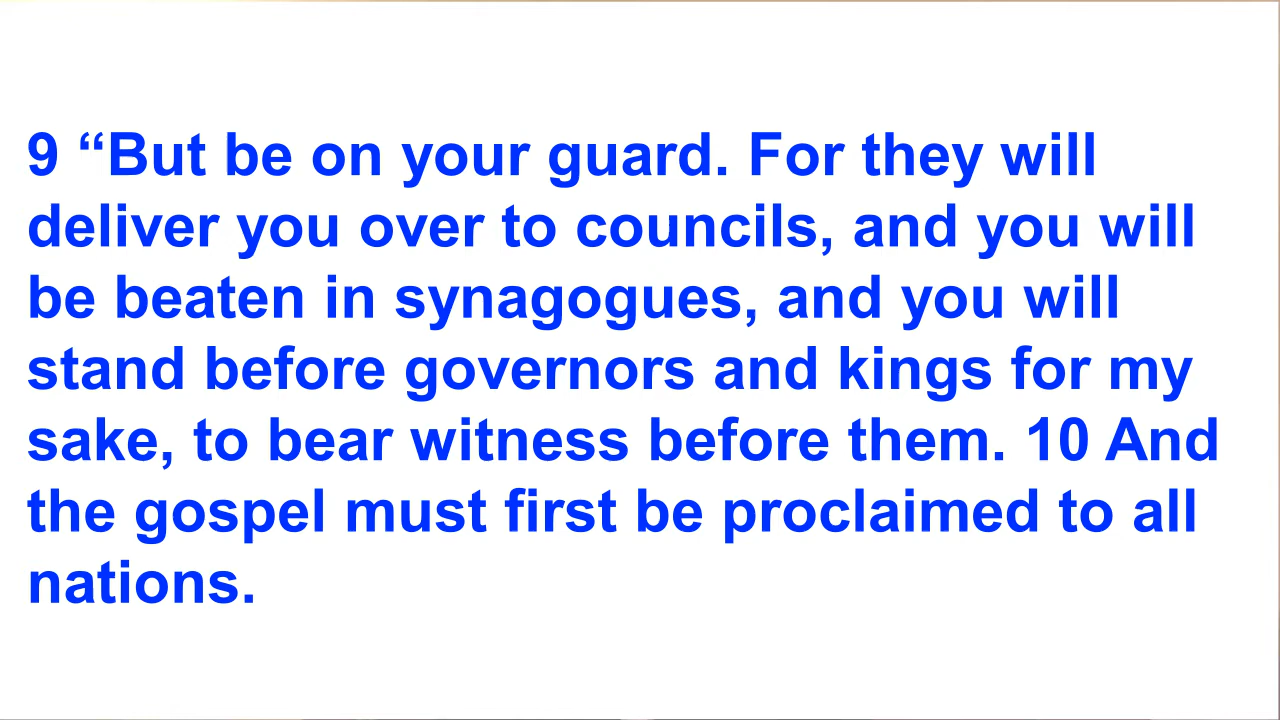 9 “But be on your guard. For they will
deliver you over to councils, and you will
be beaten in synagogues, and you will
stand before governors and kings for my
sake, to bear witness before them. 10 And
the gospel must first be proclaimed to all
nations.